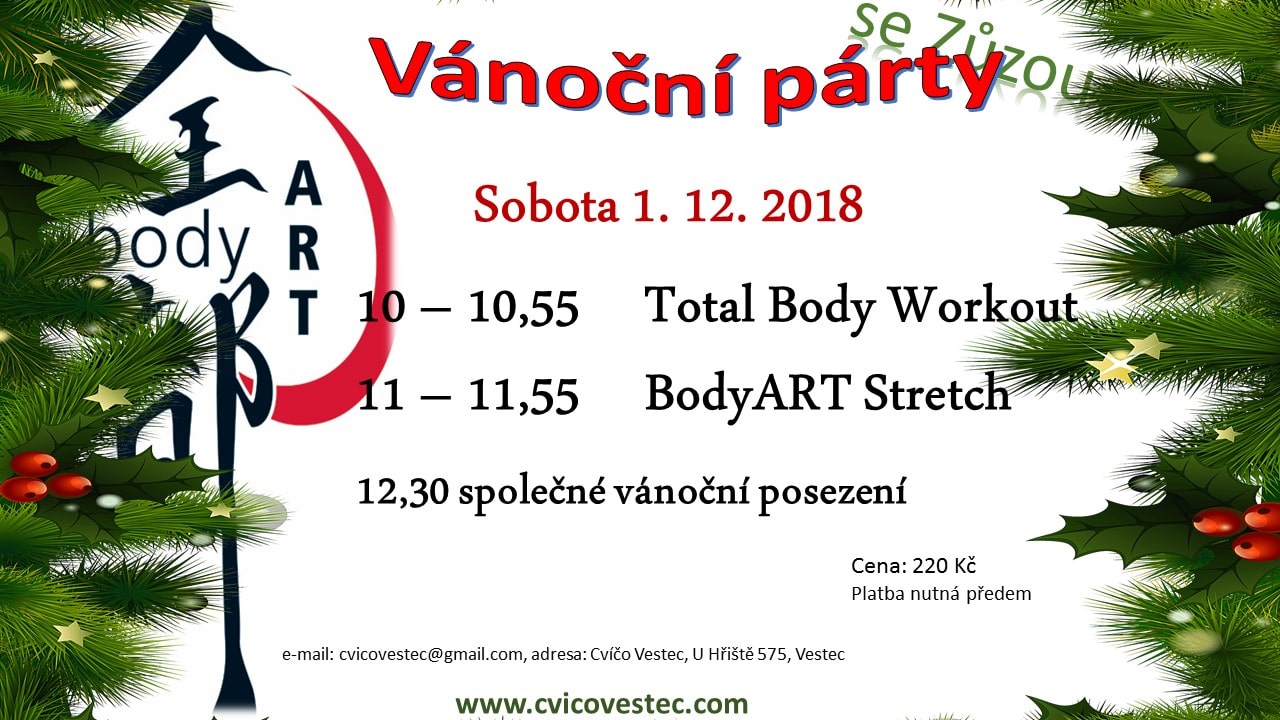 se Zůzou
Vánoční párty
Sobota 1. 12. 2018
body
ART
10 – 10,55 Total Body Workout
11 – 11,55 BodyART Stretch
12,30 společné vánoční posezení
Cena: 220 Kč
Platba nutná předem
e-mail: cvicovestec@gmail.com, adresa: Cvíčo Vestec, U Hřiště 575, Vestec
www.cvicovestec.com